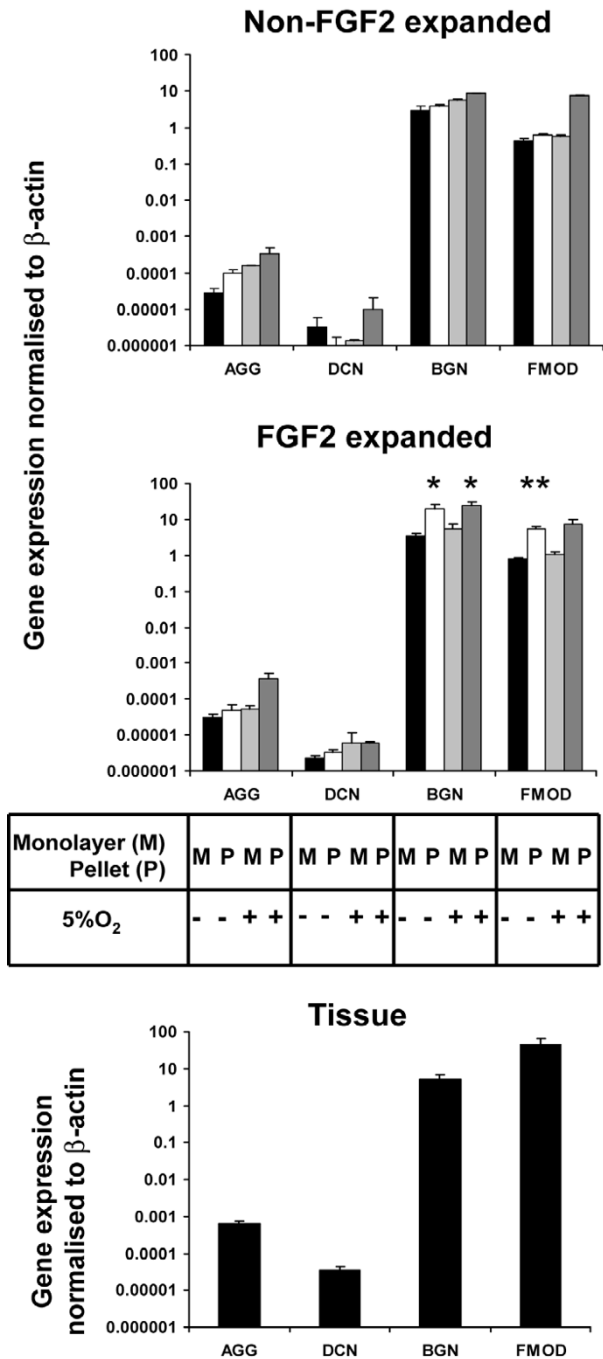 Non-FGF2 expanded
Gene expression normalised to β-actin
100
10
1
0.1
0.01
0.001
0.0001
0.00001
0.000001
AGG DCN BGN FMOD
FGF2 expanded
* * **
100
10
1
0.1
0.01
0.001
0.0001
0.00001
0.000001
AGG DCN BGN FMOD
Monolayer (M)
Pellet (P)
M P M P M P M P M P M P M P M P
5%O₂ - - + + - - + + - - + + - - + +
Tissue
Gene expression
normalised to β-actin
100
10
1
0.1
0.01
0.001
0.0001
0.00001
0.000001
AGG DCN BGN FMOD